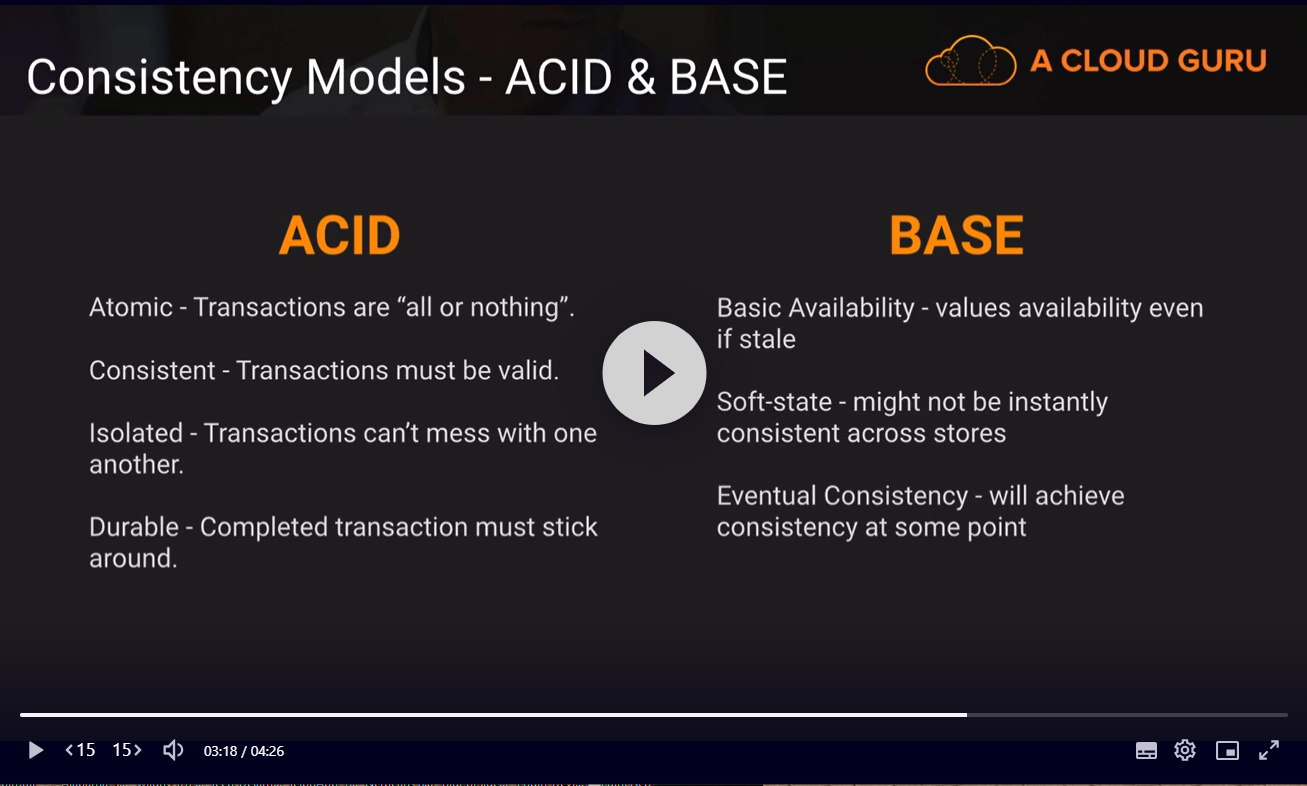 Consistency Models - ACID & BASE
A CLOUD GURU
ACID
Atomic - Transactions are “all or nothing”.
Consistent - Transactions must be valid.
Isolated - Transactions can’t mess with one
another.
Durable - Completed transaction must stick
around.
BASE
Basic Availability - values availability even
if stale
Soft-state - might not be instantly
consistent across stores
Eventual Consistency - will achieve
consistency at some point
<15 15> 03:18 / 04:26